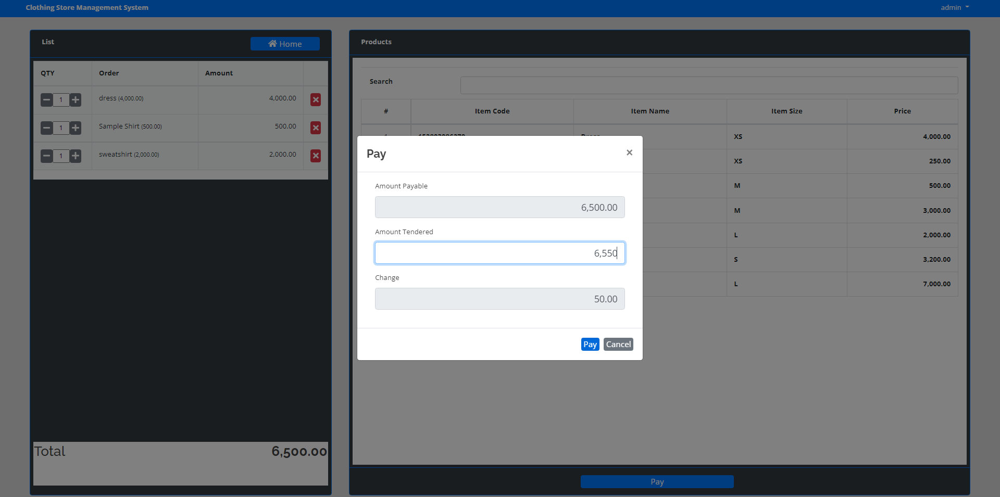 Clothing Store Management System
admin
List
Home
QTY Order Amount
1 dress (4,000.00) 4,000.00
1 Sample Shirt (500.00) 500.00
1 sweatshirt (2,000.00) 2,000.00
Total 6,500.00
Products
Search
# Item Code Item Name Item Size Price
XS 4,000.00
XS 250.00
M 500.00
M 3,000.00
L 2,000.00
S 3,200.00
L 7,000.00
Pay
Pay
×
Amount Payable
6,500.00
Amount Tendered
6,550
Change
50.00
Pay Cancel